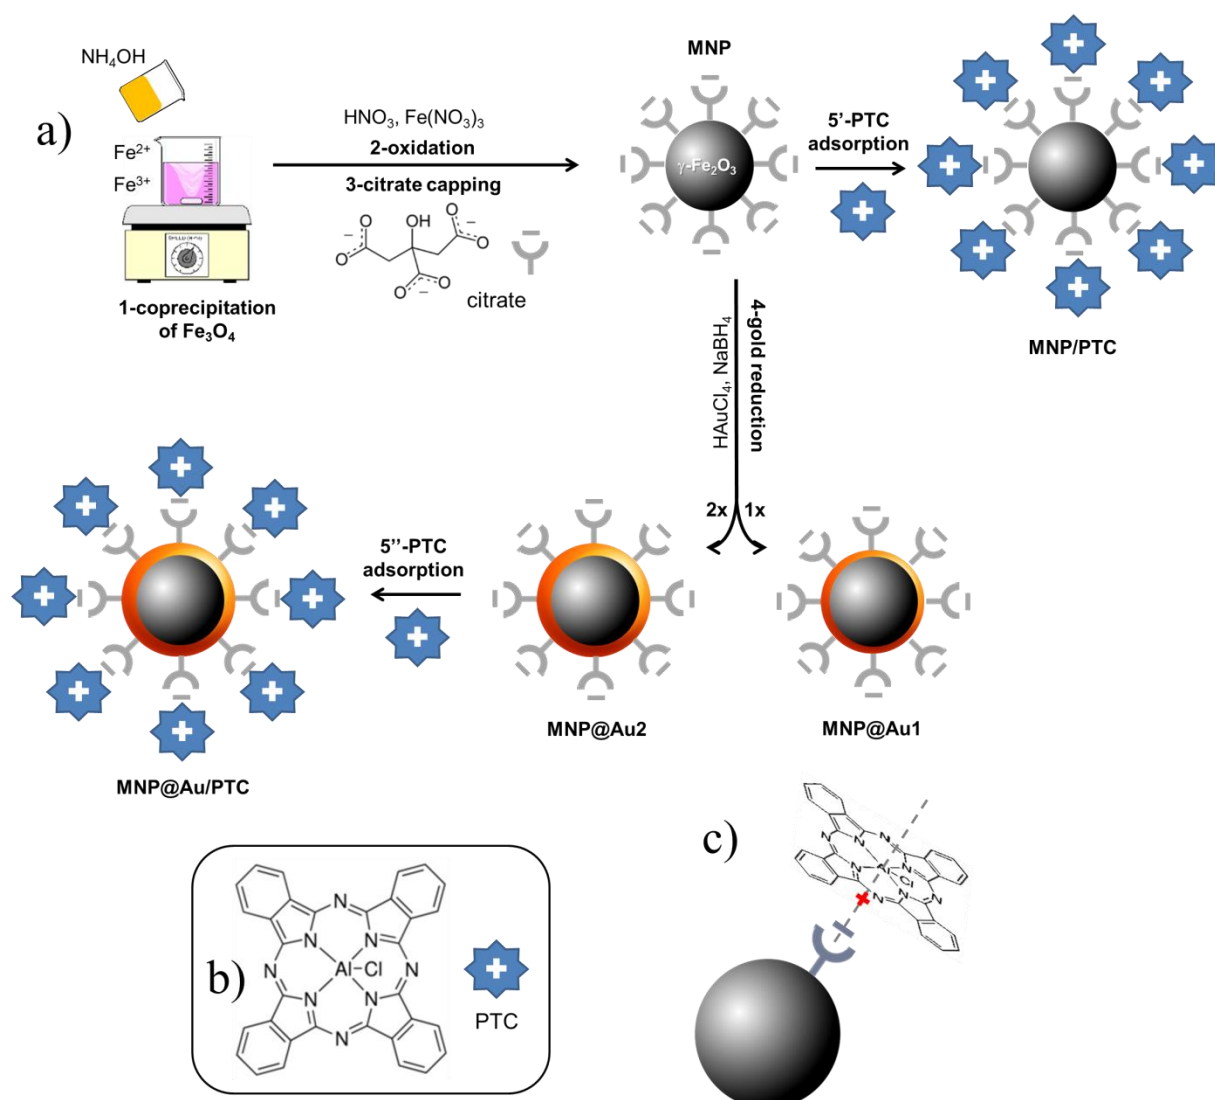 a)
NH₄OH
Fe²⁺
Fe³⁺
1-coprecipitation
of Fe₃O₄
HNO₃, Fe(NO₃)₃
2-oxidation
3-citrate capping
O
O
OH
O
O
O
O
citrate
MNP
γ-Fe₂O₃
5'-PTC
adsorption
MNP/PTC
HAuCl₄, NaBH₄
4-gold reduction
2x
1x
MNP@Au1
MNP@Au2
5''-PTC
adsorption
MNP@Au/PTC
b)
N
N
N
N
Al-Cl
N
N
N
N
PTC
c)
N
N
N
N
Al
Cl
N
N
N
N